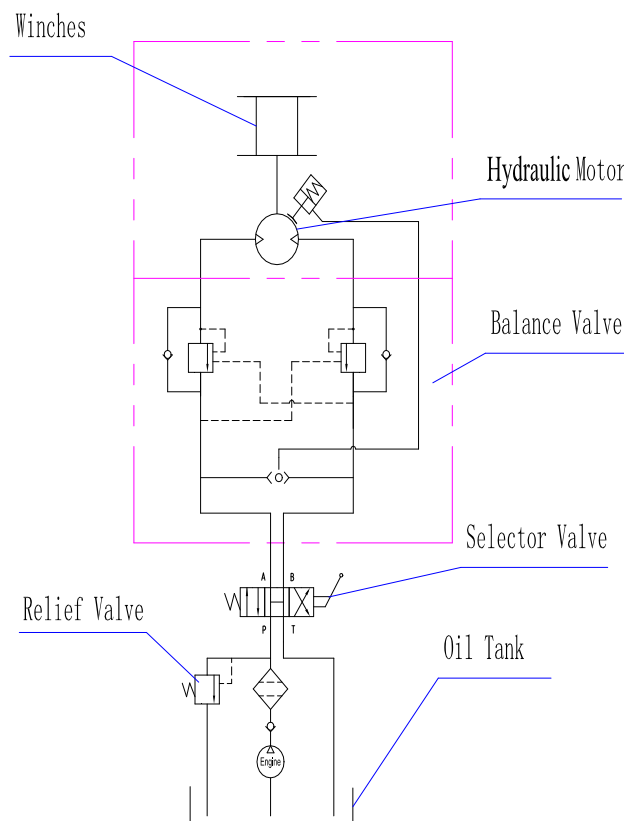 Winches
Hydraulic Motor
Balance Valve
Selector Valve
A B
P T
Relief Valve
Oil Tank
Engine